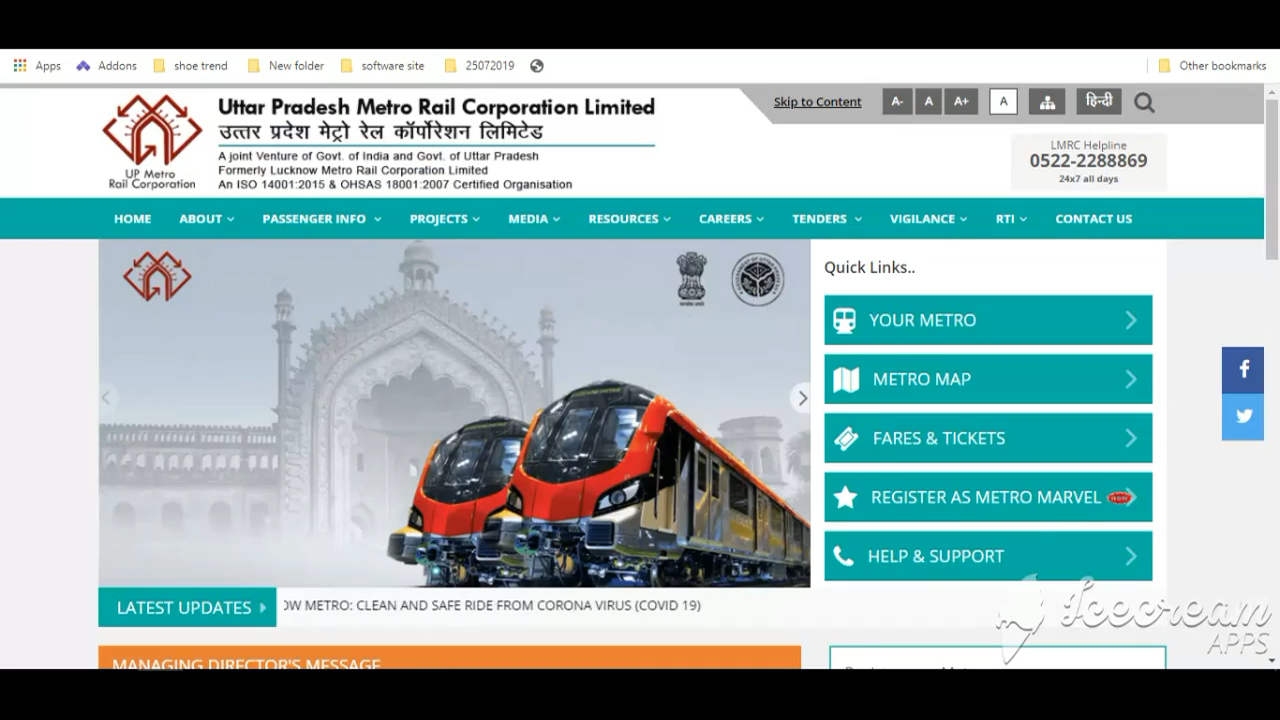 Apps Addons shoe trend New folder software site 25072019 Other bookmarks
Uttar Pradesh Metro Rail Corporation Limited
उत्तर प्रदेश मेट्रो रेल कॉर्पोरेशन लिमिटेड
A joint Venture of Govt. of India and Govt. of Uttar Pradesh
Formerly Lucknow Metro Rail Corporation Limited
An ISO 14001:2015 & OHSAS 18001:2007 Certified Organisation
UP Metro
Rail Corporation
Skip to Content A- A A+ A हिन्दी
LMRC Helpline
0522-2288869
24x7 all days
HOME ABOUT PASSENGER INFO PROJECTS MEDIA RESOURCES CAREERS TENDERS VIGILANCE RTI CONTACT US
Quick Links..
YOUR METRO
METRO MAP
FARES & TICKETS
REGISTER AS METRO MARVEL
HELP & SUPPORT
LATEST UPDATES OW METRO: CLEAN AND SAFE RIDE FROM CORONA VIRUS (COVID 19)
MANAGING DIRECTOR'S MESSAGE
Icecream
APPS